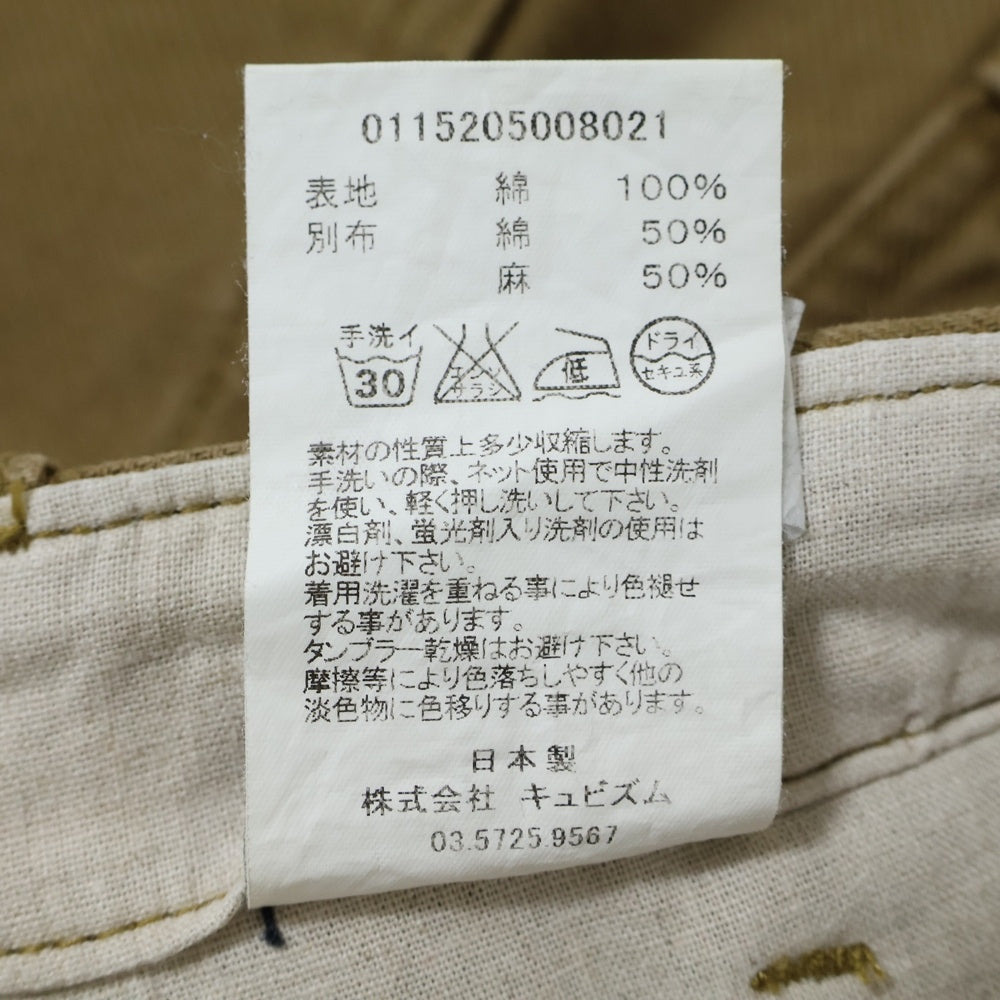 0115205008021
表地 綿 100%
別布 綿 50%
麻 50%
手洗イ
30
エンソ
サラシ
低
ドライ
セキユ系
素材の性質上多少収縮します。
手洗いの際、ネット使用で中性洗剤
を使い、軽く押し洗いして下さい。
漂白剤、蛍光剤入り洗剤の使用は
お避け下さい。
着用洗濯を重ねる事により色褪せ
する事があります。
タンブラー乾燥はお避け下さい。
摩擦等により色落ちしやすく他の
淡色物に色移りする事があります。
日本製
株式会社 キュビズム
03.5725.9567